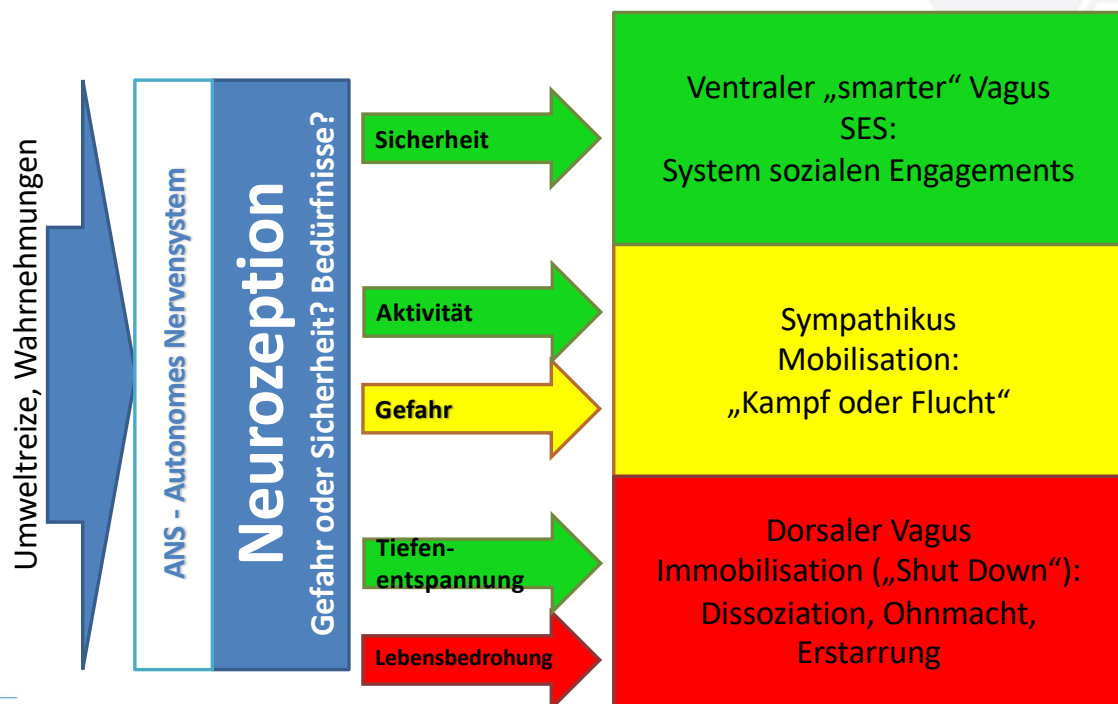 Umweltreize, Wahrnehmungen
ANS - Autonomes Nervensystem
Neurozeption
Gefahr oder Sicherheit? Bedürfnisse?
Sicherheit
Aktivität
Gefahr
Tiefen-
entspannung
Lebensbedrohung
Ventraler „smarter“ Vagus
SES:
System sozialen Engagements
Sympathikus
Mobilisation:
„Kampf oder Flucht“
Dorsaler Vagus
Immobilisation („Shut Down“):
Dissoziation, Ohnmacht,
Erstarrung